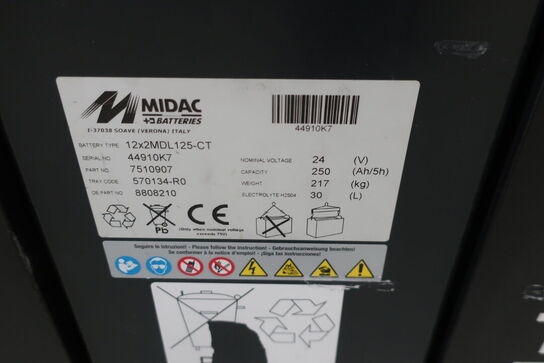 MIDAC
BATTERIES
I-37038 SOAVE (VERONA) ITALY
44910K7
BATTERY TYPE 12x2MDL125-CT
SERIAL NO 44910K7
PART NO 7510907
TRAY CODE 570134-R0
OE PART NO 8808210
NOMINAL VOLTAGE 24 (V)
CAPACITY 250 (Ah/5h)
WEIGHT 217 (kg)
ELECTROLYTE H2SO4 30 (L)
Pb
CE
(Only when nominal voltage
exceeds 75V)
Seguire le istruzioni! - Please follow the instruction! - Gebrauchsanweisung beachten!
Se conformer à la notice d'emploi! - ¡Siga las instrucciones!